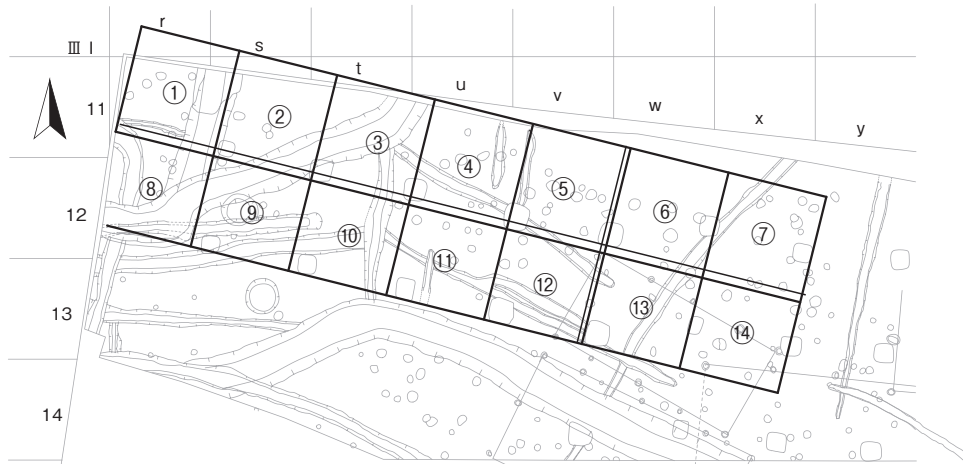 Ⅲ l
r
s
t
u
v
w
x
y
11
12
13
14
①
②
③
④
⑤
⑥
⑦
⑧
⑨
⑩
⑪
⑫
⑬
⑭